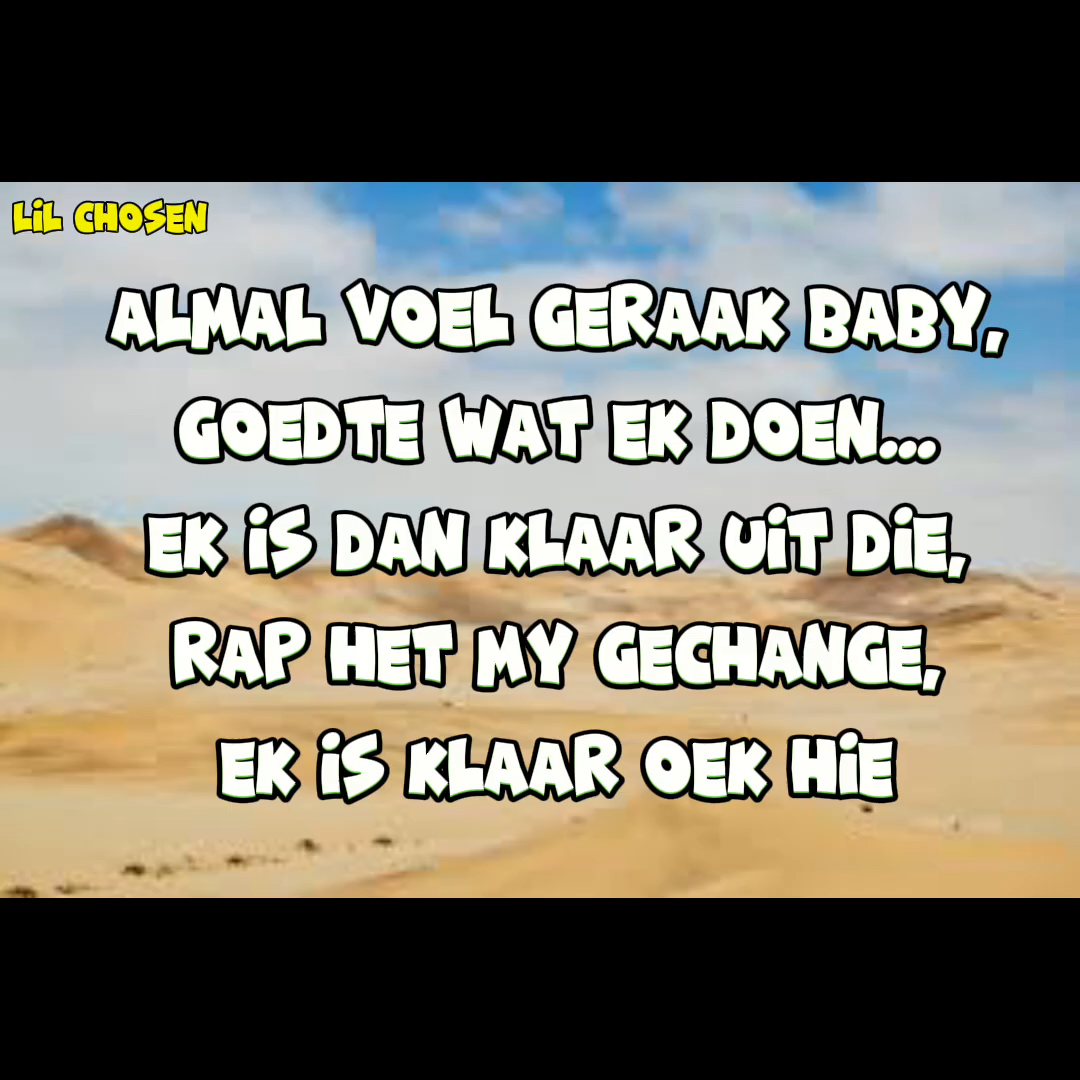 LiL CHOSEN
ALMAL VOEL GERAAK BABY,
GOEDTE WAT EK DOEN...
EK iS DAN KLAAR UiT DiE,
RAP HET MY GECHANGE,
EK iS KLAAR OEK HiE